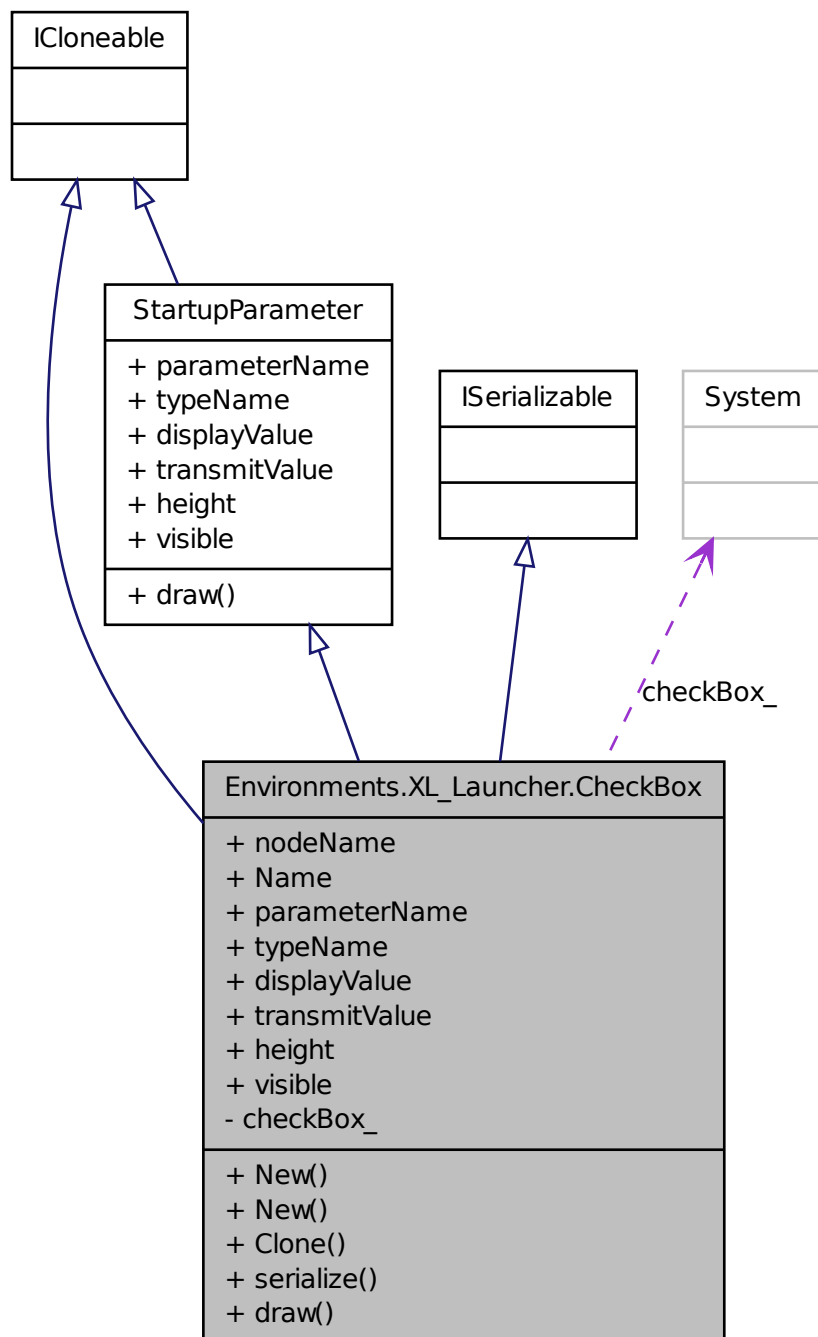 ICloneable
StartupParameter
+ parameterName
+ typeName
+ displayValue
+ transmitValue
+ height
+ visible
+ draw()
ISerializable
System
checkBox_
Environments.XL_Launcher.CheckBox
+ nodeName
+ Name
+ parameterName
+ typeName
+ displayValue
+ transmitValue
+ height
+ visible
- checkBox_
+ New()
+ New()
+ Clone()
+ serialize()
+ draw()